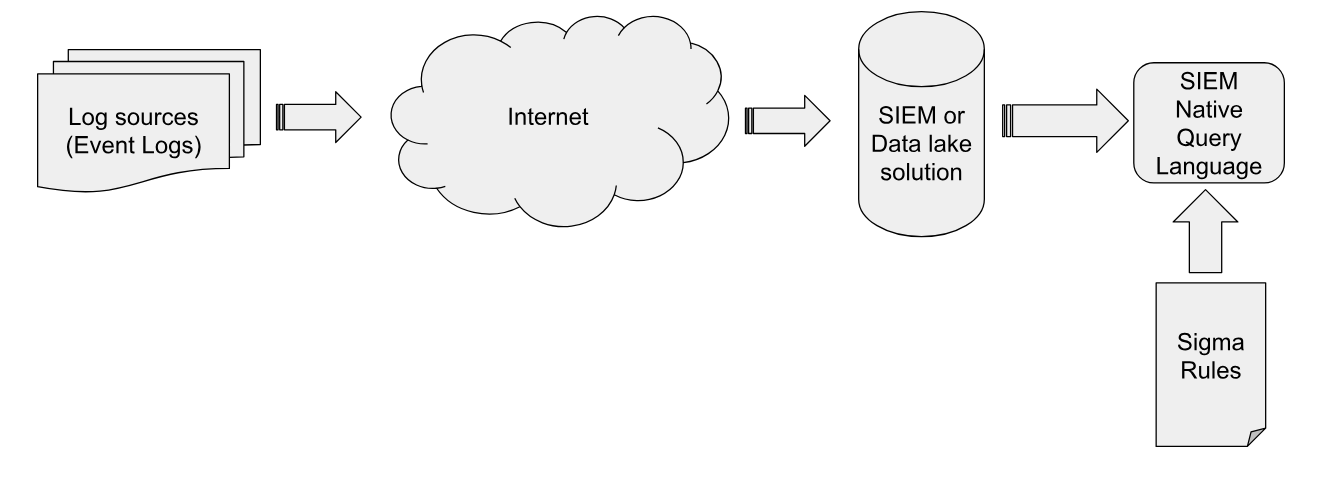 Log sources
(Event Logs)
Internet
SIEM or
Data lake
solution
SIEM
Native
Query
Language
Sigma
Rules